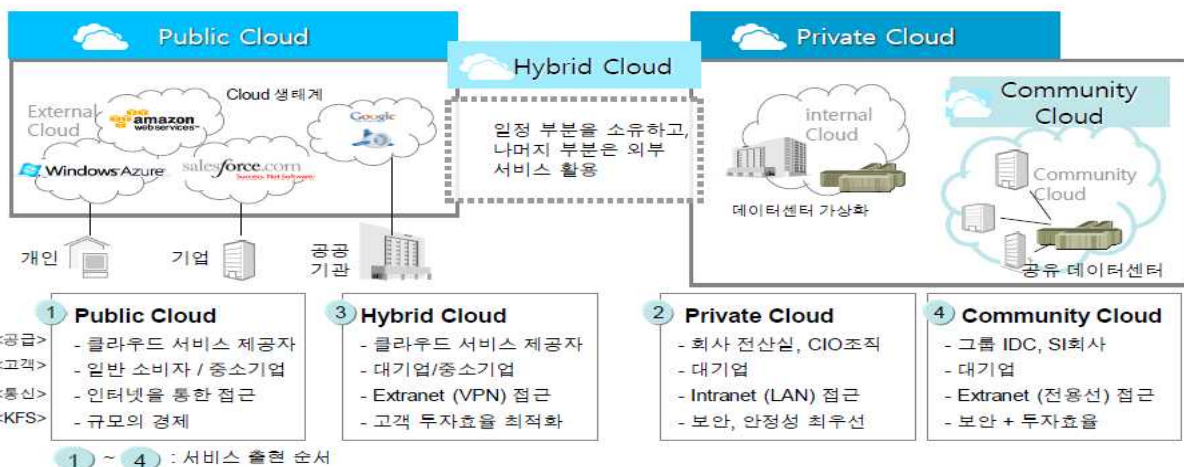 Public Cloud
Hybrid Cloud
Private Cloud
External
Cloud
Cloud 생태계
amazon
webservices™
Google
Windows Azure™
salesforce.com
Success. Not Software.
일정 부분을 소유하고,
나머지 부분은 외부
서비스 활용
internal
Cloud
데이터센터 가상화
Community
Cloud
Community
Cloud
공유 데이터센터
개인
기업
공공
기관
1 Public Cloud
<공급> - 클라우드 서비스 제공자
<고객> - 일반 소비자 / 중소기업
<통신> - 인터넷을 통한 접근
<KFS> - 규모의 경제
3 Hybrid Cloud
- 클라우드 서비스 제공자
- 대기업/중소기업
- Extranet (VPN) 접근
- 고객 투자효율 최적화
2 Private Cloud
- 회사 전산실, CIO조직
- 대기업
- Intranet (LAN) 접근
- 보안, 안정성 최우선
4 Community Cloud
- 그룹 IDC, SI회사
- 대기업
- Extranet (전용선) 접근
- 보안 + 투자효율
1 ~ 4 : 서비스 출현 순서